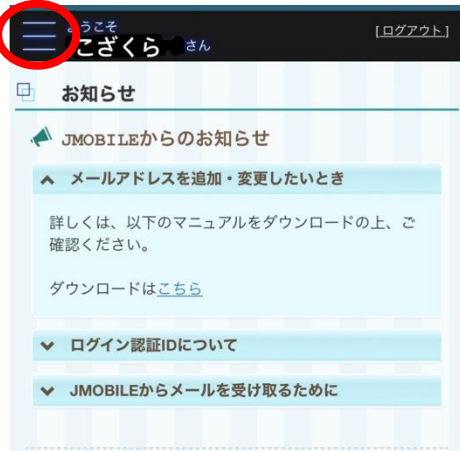 ようこそ
こざくら さん
[ログアウト]
お知らせ
JMOBILEからのお知らせ
メールアドレスを追加・変更したいとき
詳しくは、以下のマニュアルをダウンロードの上、ご
確認ください。
ダウンロードはこちら
ログイン認証IDについて
JMOBILEからメールを受け取るために